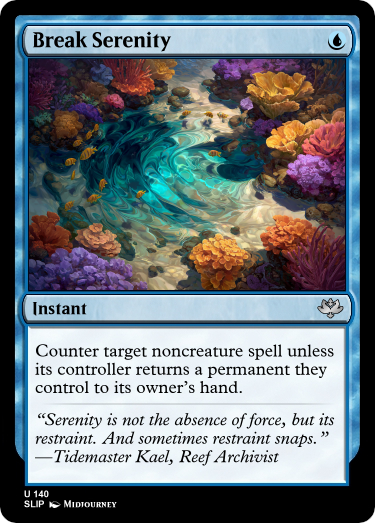 Break Serenity
Instant
Counter target noncreature spell unless
its controller returns a permanent they
control to its owner's hand.
“Serenity is not the absence of force, but its
restraint. And sometimes restraint snaps.”
—Tidemaster Kael, Reef Archivist
U 140
SLIP Midjourney